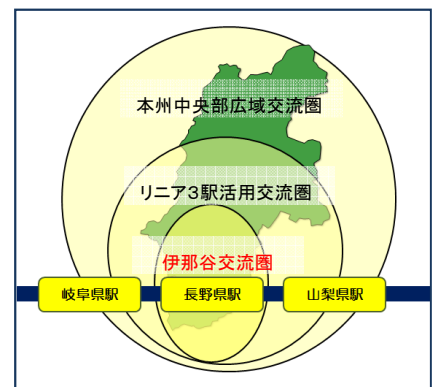 本州中央部広域交流圏
リニア３駅活用交流圏
伊那谷交流圏
岐阜県駅
長野県駅
山梨県駅